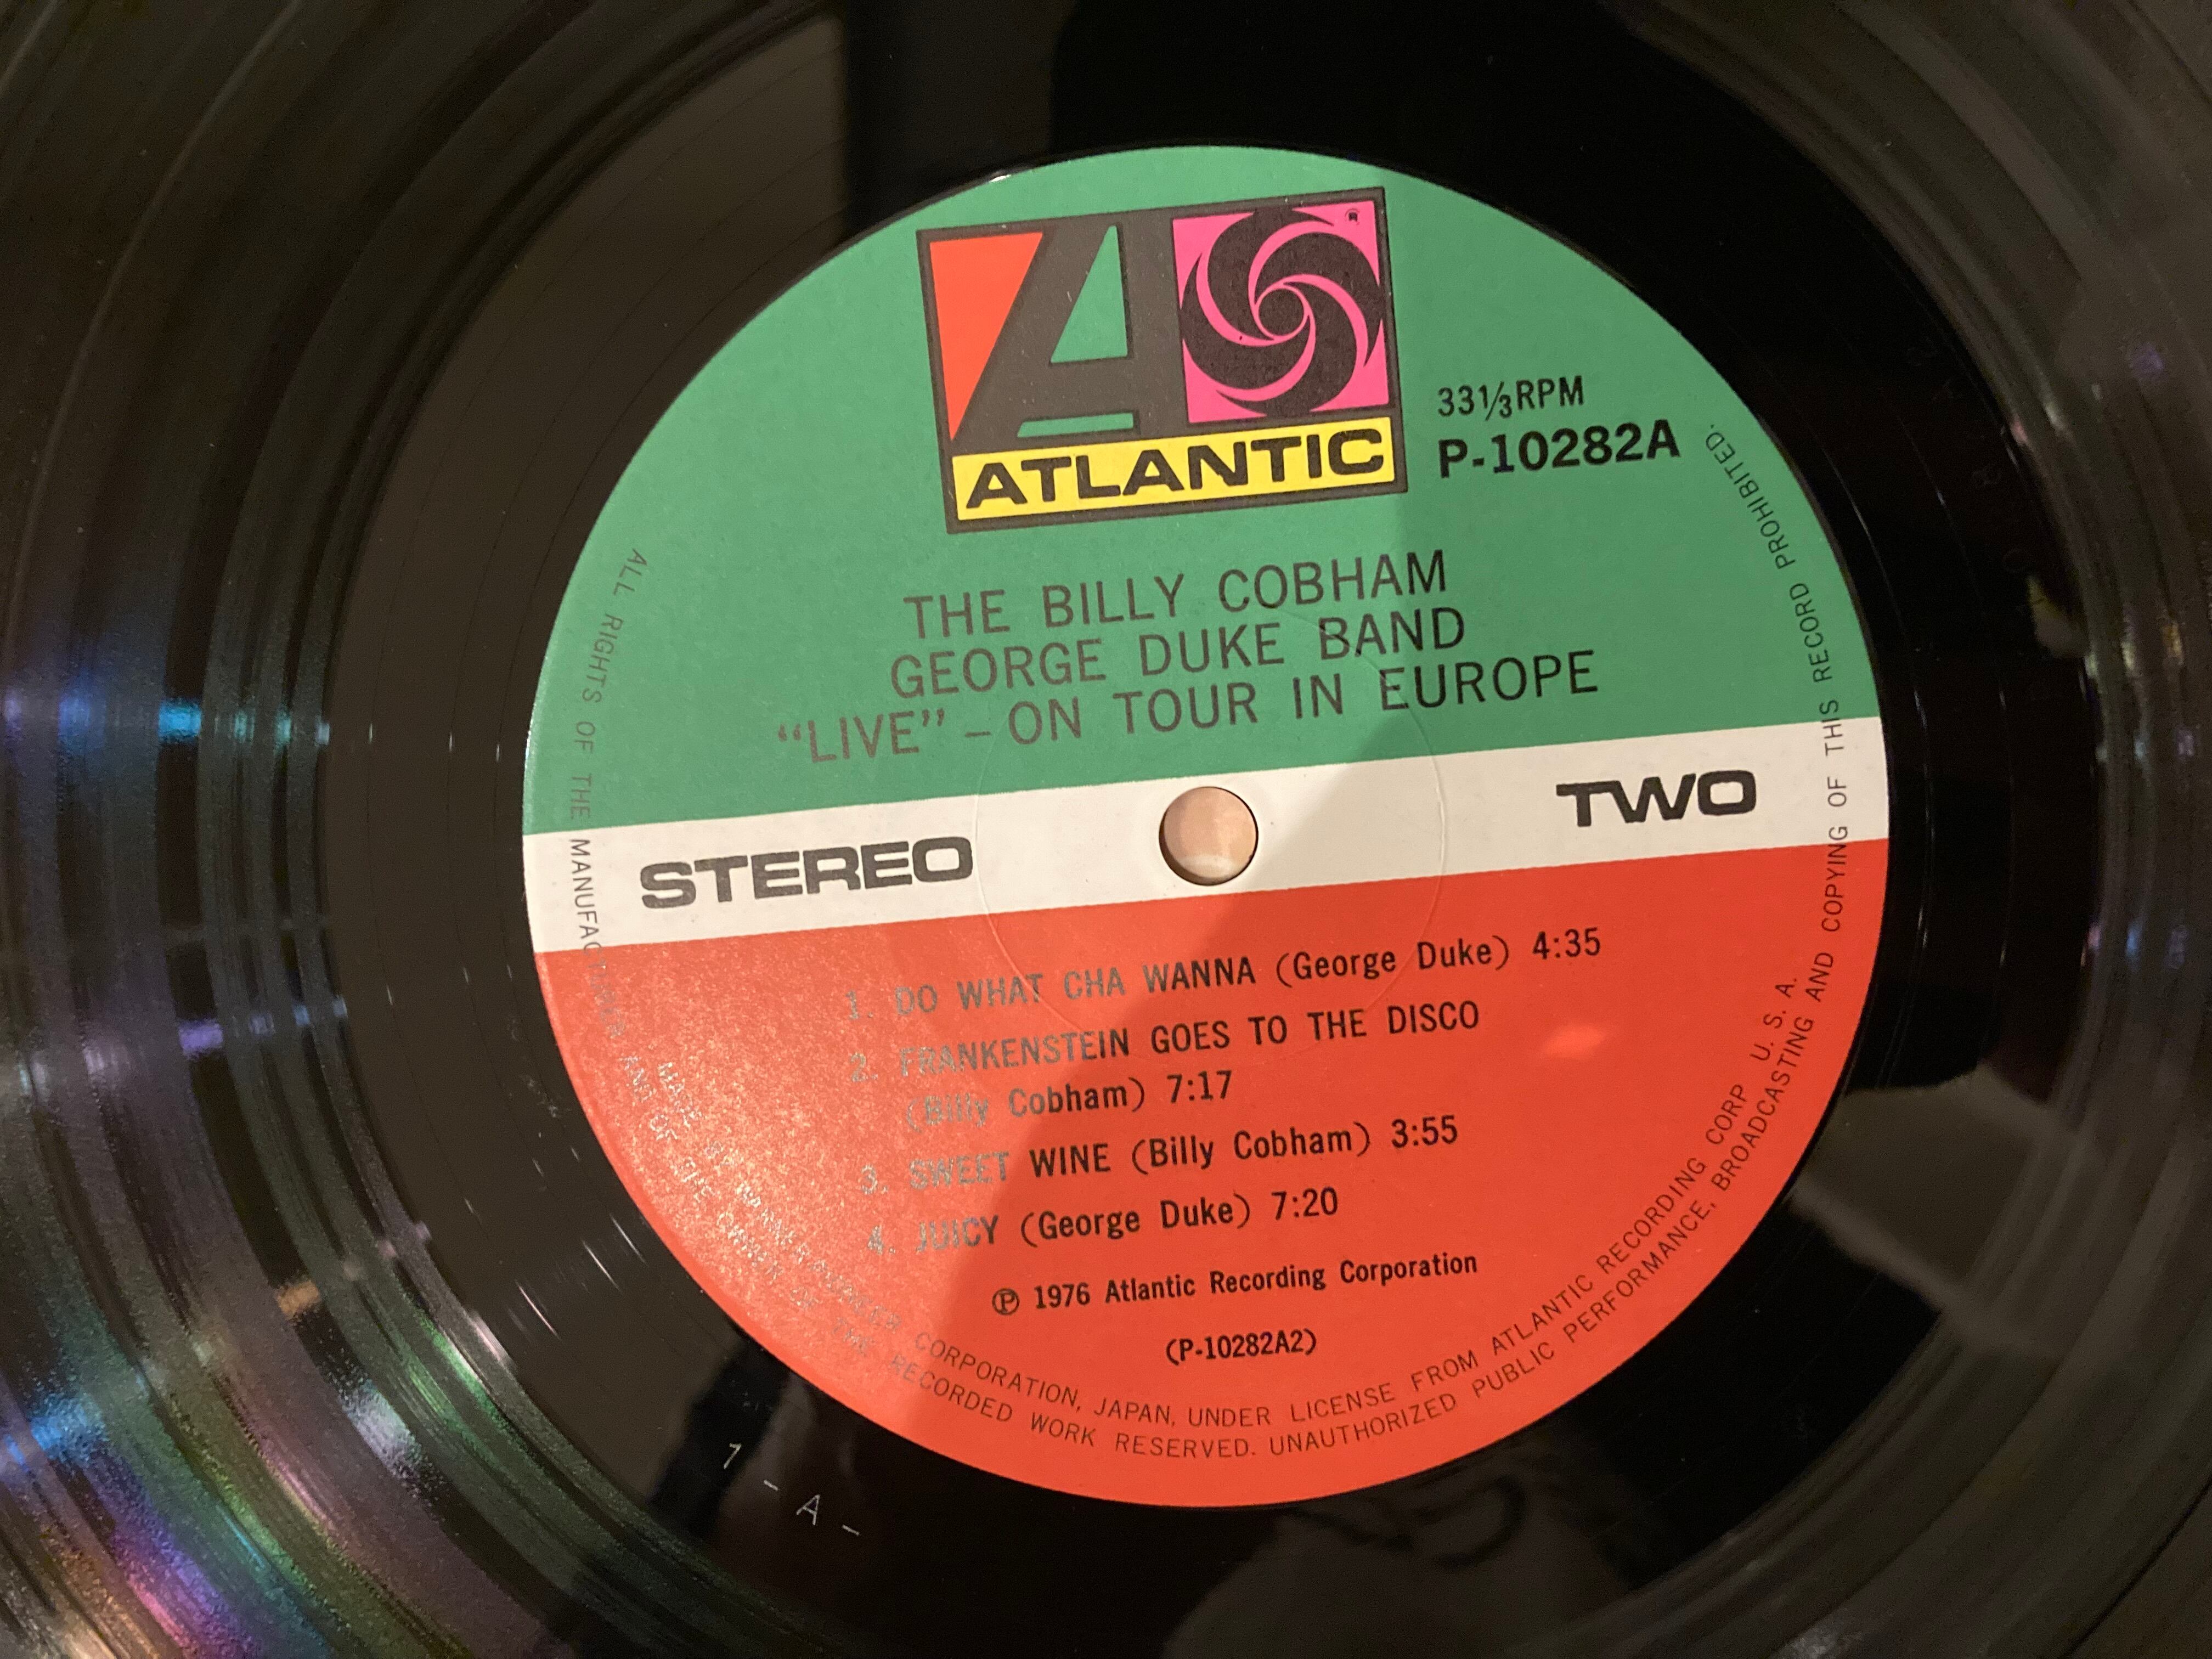 ATLANTIC
®
33⅓RPM
P-10282A
THE BILLY COBHAM
GEORGE DUKE BAND
"LIVE" – ON TOUR IN EUROPE
STEREO
TWO
1. DO WHAT CHA WANNA (George Duke) 4:35
2. FRANKENSTEIN GOES TO THE DISCO
(Billy Cobham) 7:17
3. SWEET WINE (Billy Cobham) 3:55
4. JUICY (George Duke) 7:20
Ⓟ 1976 Atlantic Recording Corporation
(P-10282A2)
MADE BY WARNER-PIONEER CORPORATION, JAPAN, UNDER LICENSE FROM ATLANTIC RECORDING CORP U. S. A.
ALL RIGHTS OF THE MANUFACTURER AND OF THE OWNER OF THE RECORDED WORK RESERVED. UNAUTHORIZED PUBLIC PERFORMANCE, BROADCASTING AND COPYING OF THIS RECORD PROHIBITED.
1 - A -